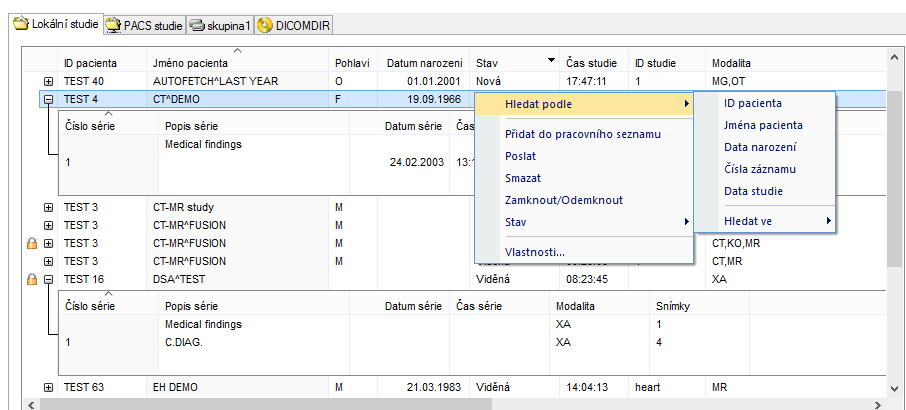 Lokální studie PACS studie skupina1 DICOMDIR
ID pacienta Jméno pacienta Pohlaví Datum narození Stav Čas studie ID studie Modalita
TEST 40 AUTOFETCH^LAST YEAR O 01.01.2001 Nová 17:47:11 1 MG,OT
TEST 4 CT^DEMO F 19.09.1966
Hledat podle
ID pacienta
Číslo série Popis série Datum série Čas
Jména pacienta
Přidat do pracovního seznamu
Medical findings
Data narození
Poslat
1 24.02.2003 13:
Čísla záznamu
Smazat
Data studie
Zamknout/Odemknout
TEST 3 CT-MR study M
Stav
Hledat ve
TEST 3 CT-MR^FUSION M
TEST 3 CT-MR^FUSION M CT,KO,MR
Vlastnosti...
TEST 3 CT-MR^FUSION M CT,MR
TEST 16 DSA^TEST Viděná 08:23:45 XA
Číslo série Popis série Datum série Čas série Modalita Snímky
Medical findings XA 1
1 C.DIAG. XA 4
TEST 63 EH DEMO M 21.03.1983 Viděná 14:04:13 heart MR